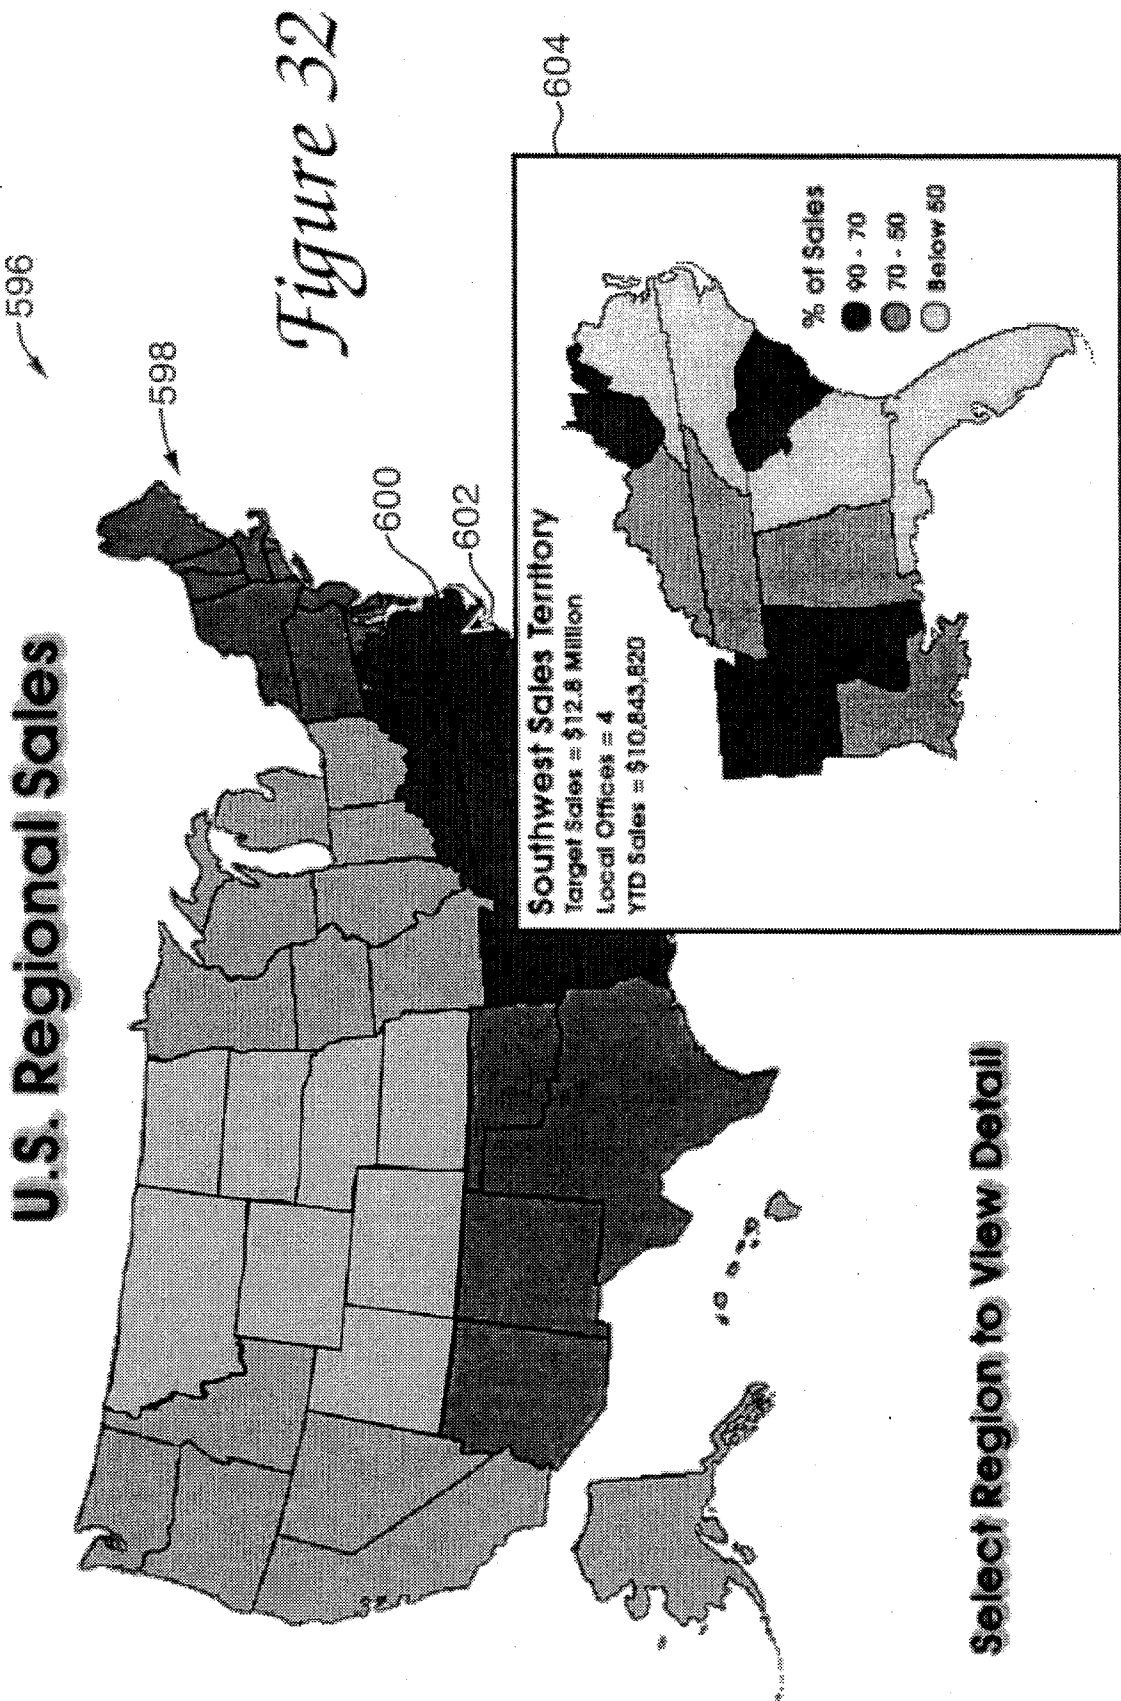 U.S. Regional Sales
596
598
Figure 32
600
602
604
Southwest Sales Territory
Target Sales = $12.8 Million
Local Offices = 4
YTD Sales = $10,843,820
% of Sales
90 - 70
70 - 50
Below 50
Select Region to View Detail